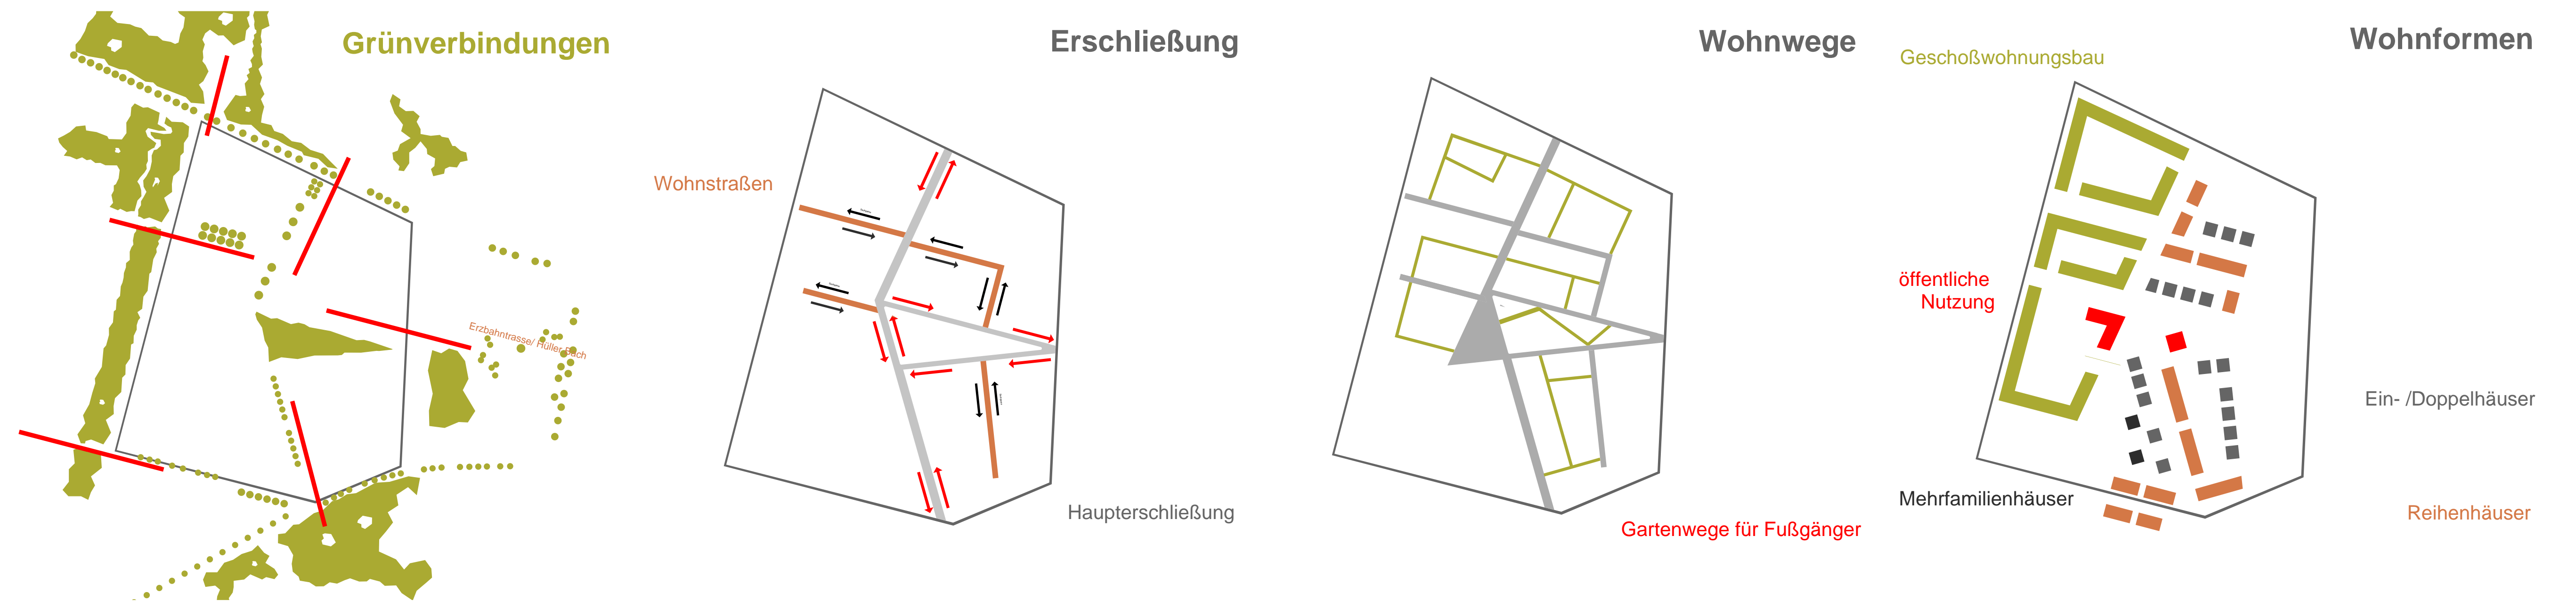 Grünverbindungen
Erzbahntrasse/ Hüller Bach
Erschließung
Wohnstraßen
Haupterschließung
Wohnwege
Gartenwege für Fußgänger
Wohnformen
Geschoßwohnungsbau
öffentliche
Nutzung
Ein- /Doppelhäuser
Mehrfamilienhäuser
Reihenhäuser